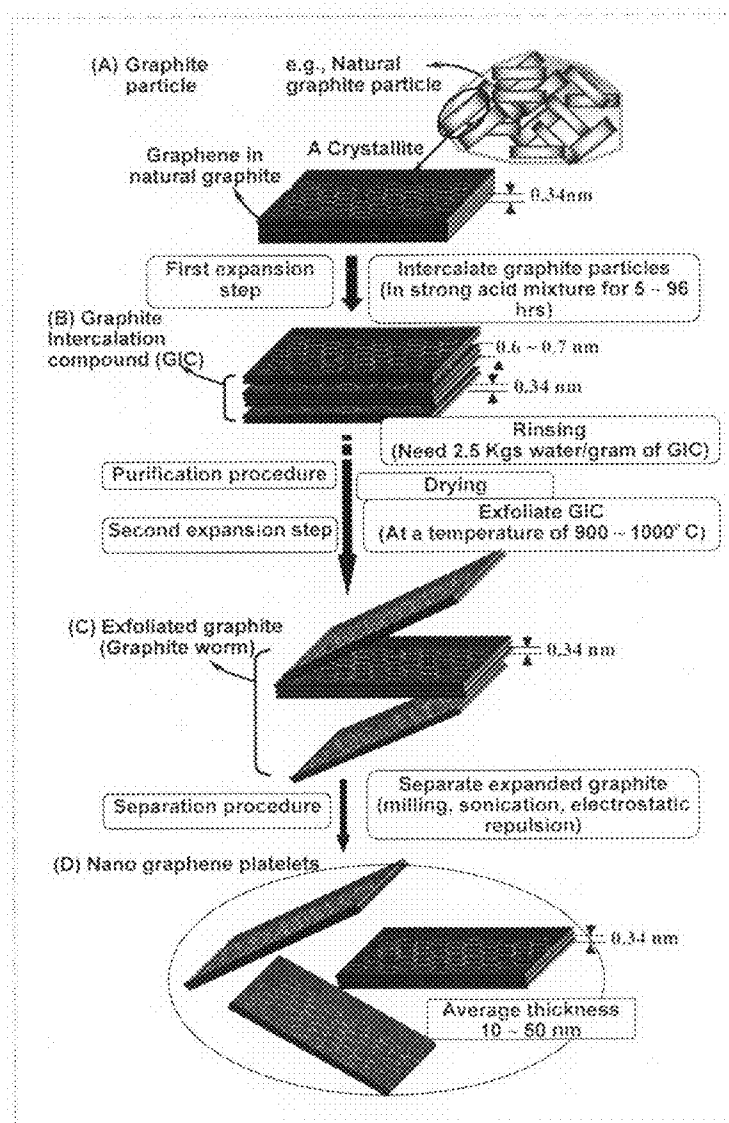 (A) Graphite
particle
e.g., Natural
graphite particle
Graphene in
natural graphite
A Crystallite
0.34nm
First expansion
step
Intercalate graphite particles
(In strong acid mixture for 5 ~ 96
hrs)
(B) Graphite
Intercalation
compound (GIC)
0.6 ~ 0.7 nm
0.34 nm
Rinsing
(Need 2.5 Kgs water/gram of GIC)
Purification procedure
Drying
Second expansion step
Exfoliate GIC
(At a temperature of 900 ~ 1000°C)
(C) Exfoliated graphite
(Graphite worm)
0.34 nm
Separation procedure
Separate expanded graphite
(milling, sonication, electrostatic
repulsion)
(D) Nano graphene platelets
0.34 nm
Average thickness
10 ~ 50 nm